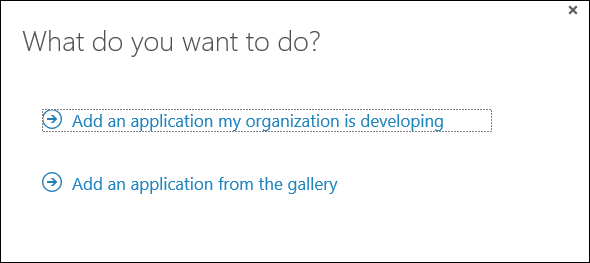 What do you want to do?
Add an application my organization is developing
Add an application from the gallery